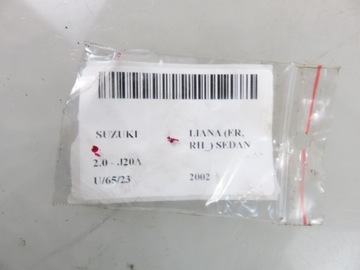 SUZUKI LIANA (ER,
RH_) SEDAN
2.0 - J20A
U/65/23 2002